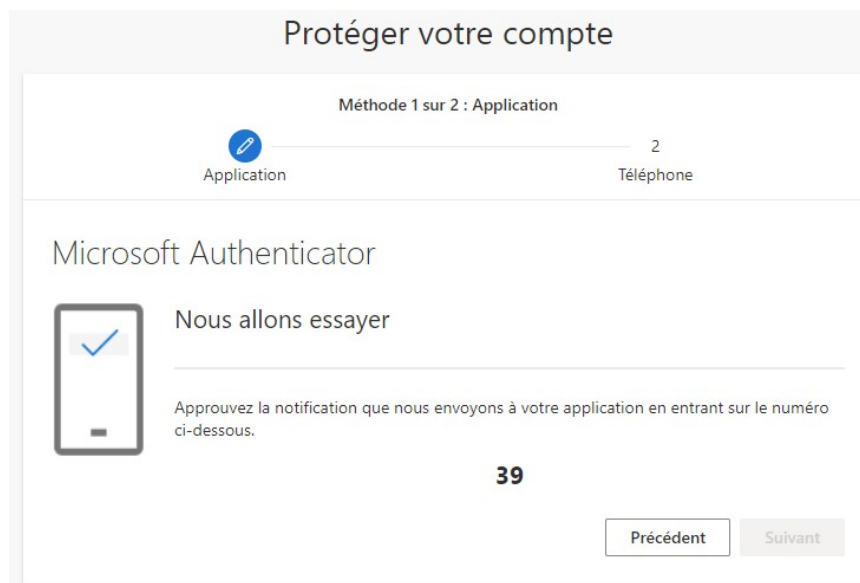 Protéger votre compte
Méthode 1 sur 2 : Application
2
Application
Téléphone
Microsoft Authenticator
Nous allons essayer
Approuvez la notification que nous envoyons à votre application en entrant sur le numéro
ci-dessous.
39
Précédent
Suivant